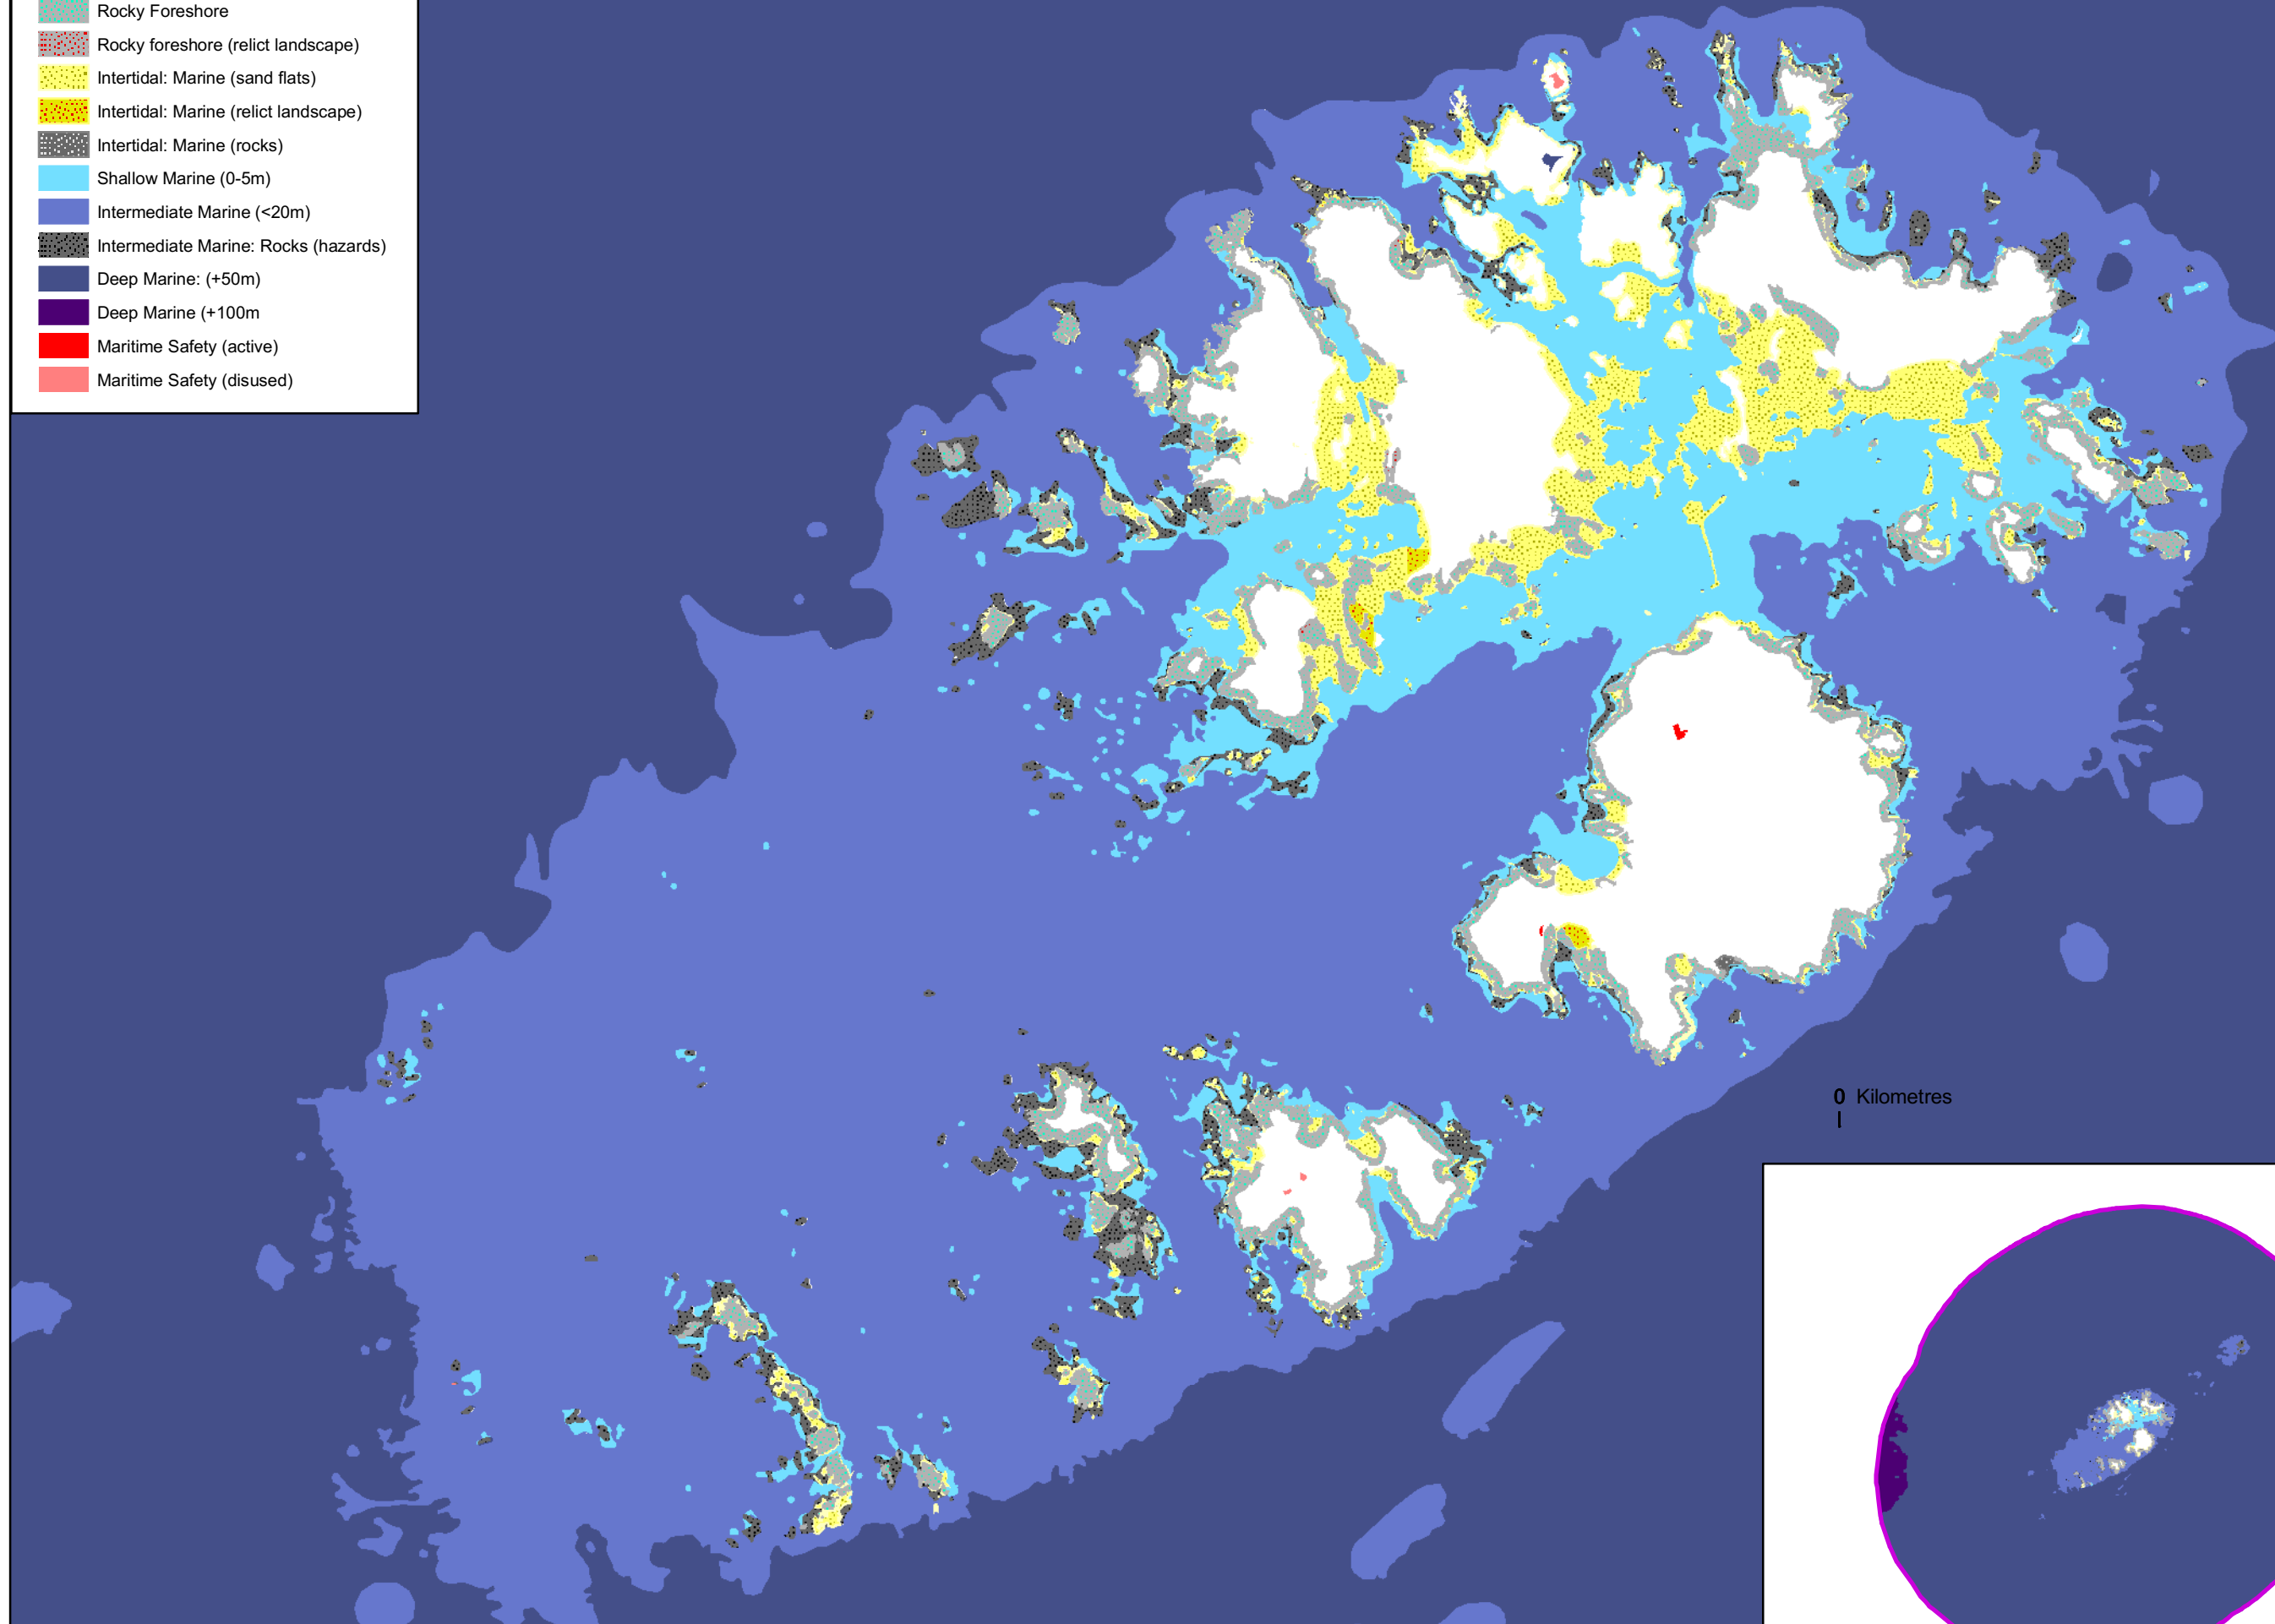 Rocky Foreshore
Rocky foreshore (relict landscape)
Intertidal: Marine (sand flats)
Intertidal: Marine (relict landscape)
Intertidal: Marine (rocks)
Shallow Marine (0-5m)
Intermediate Marine (<20m)
Intermediate Marine: Rocks (hazards)
Deep Marine: (+50m)
Deep Marine (+100m
Maritime Safety (active)
Maritime Safety (disused)
0 Kilometres